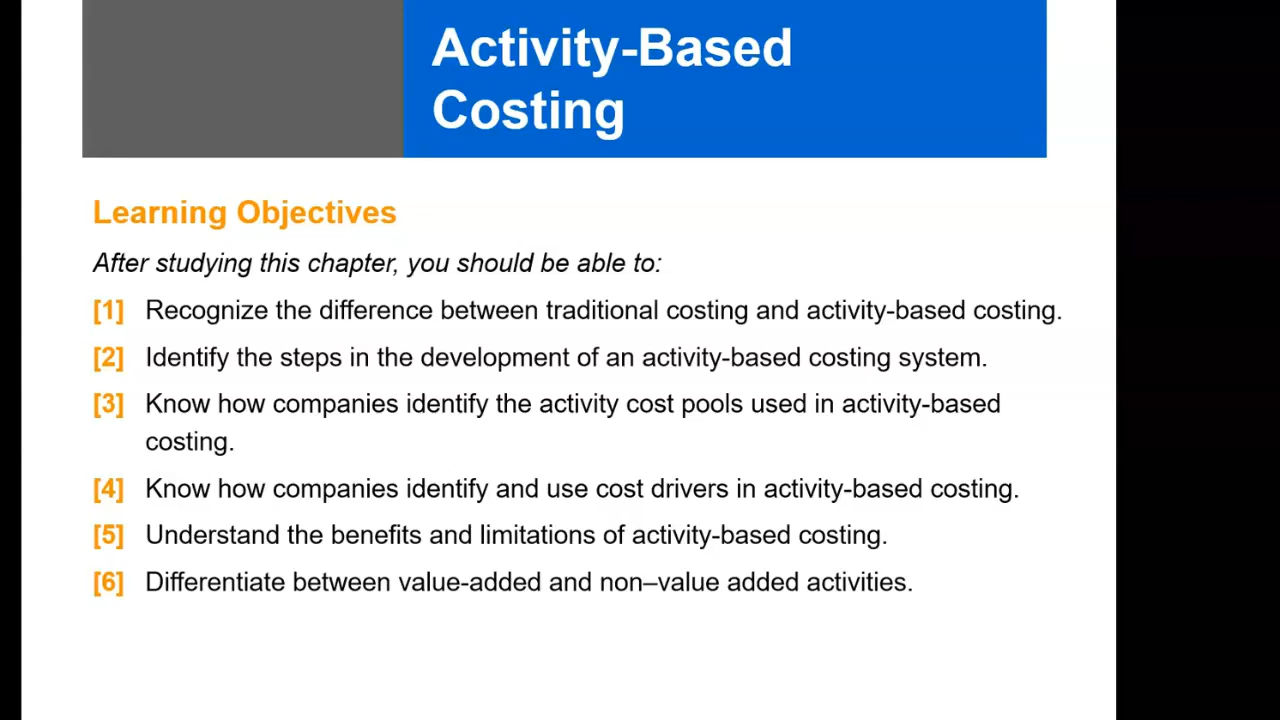 Activity-Based
Costing
Learning Objectives
After studying this chapter, you should be able to:
[1] Recognize the difference between traditional costing and activity-based costing.
[2] Identify the steps in the development of an activity-based costing system.
[3] Know how companies identify the activity cost pools used in activity-based
costing.
[4] Know how companies identify and use cost drivers in activity-based costing.
[5] Understand the benefits and limitations of activity-based costing.
[6] Differentiate between value-added and non–value added activities.